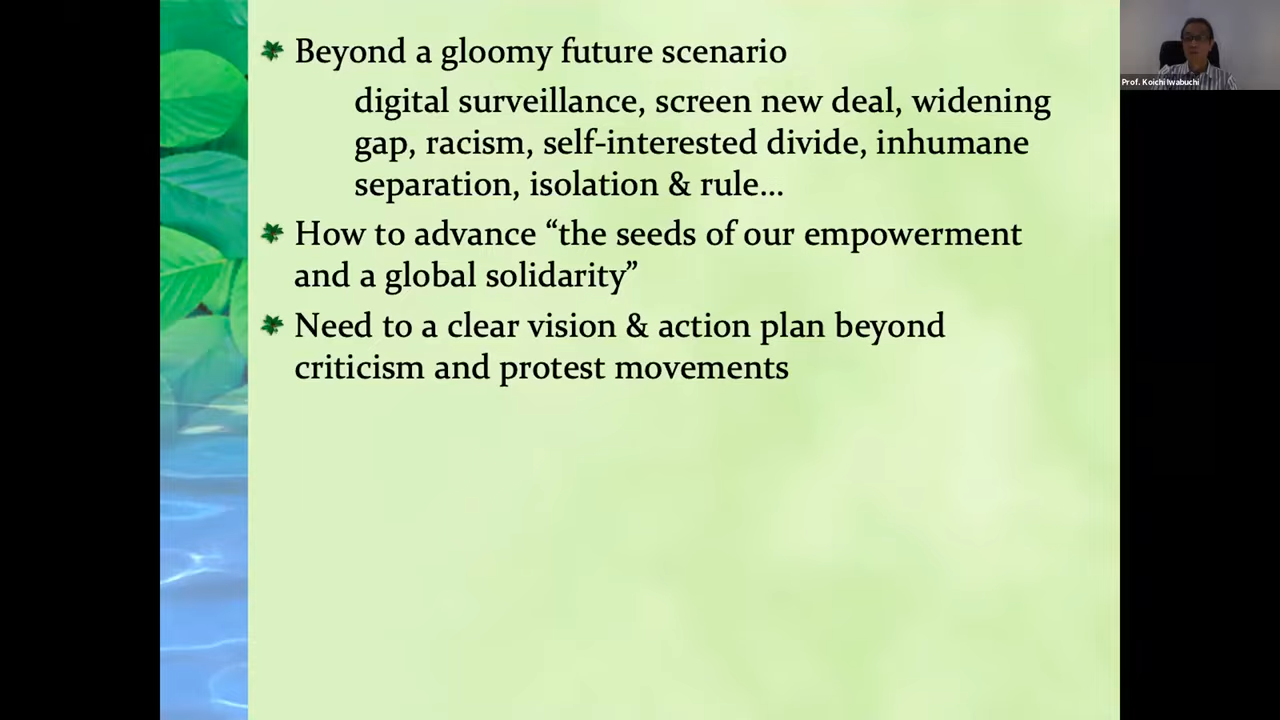 Beyond a gloomy future scenario
digital surveillance, screen new deal, widening
gap, racism, self-interested divide, inhumane
separation, isolation & rule...
How to advance “the seeds of our empowerment
and a global solidarity”
Need to a clear vision & action plan beyond
criticism and protest movements
Prof. Koichi Iwabuchi